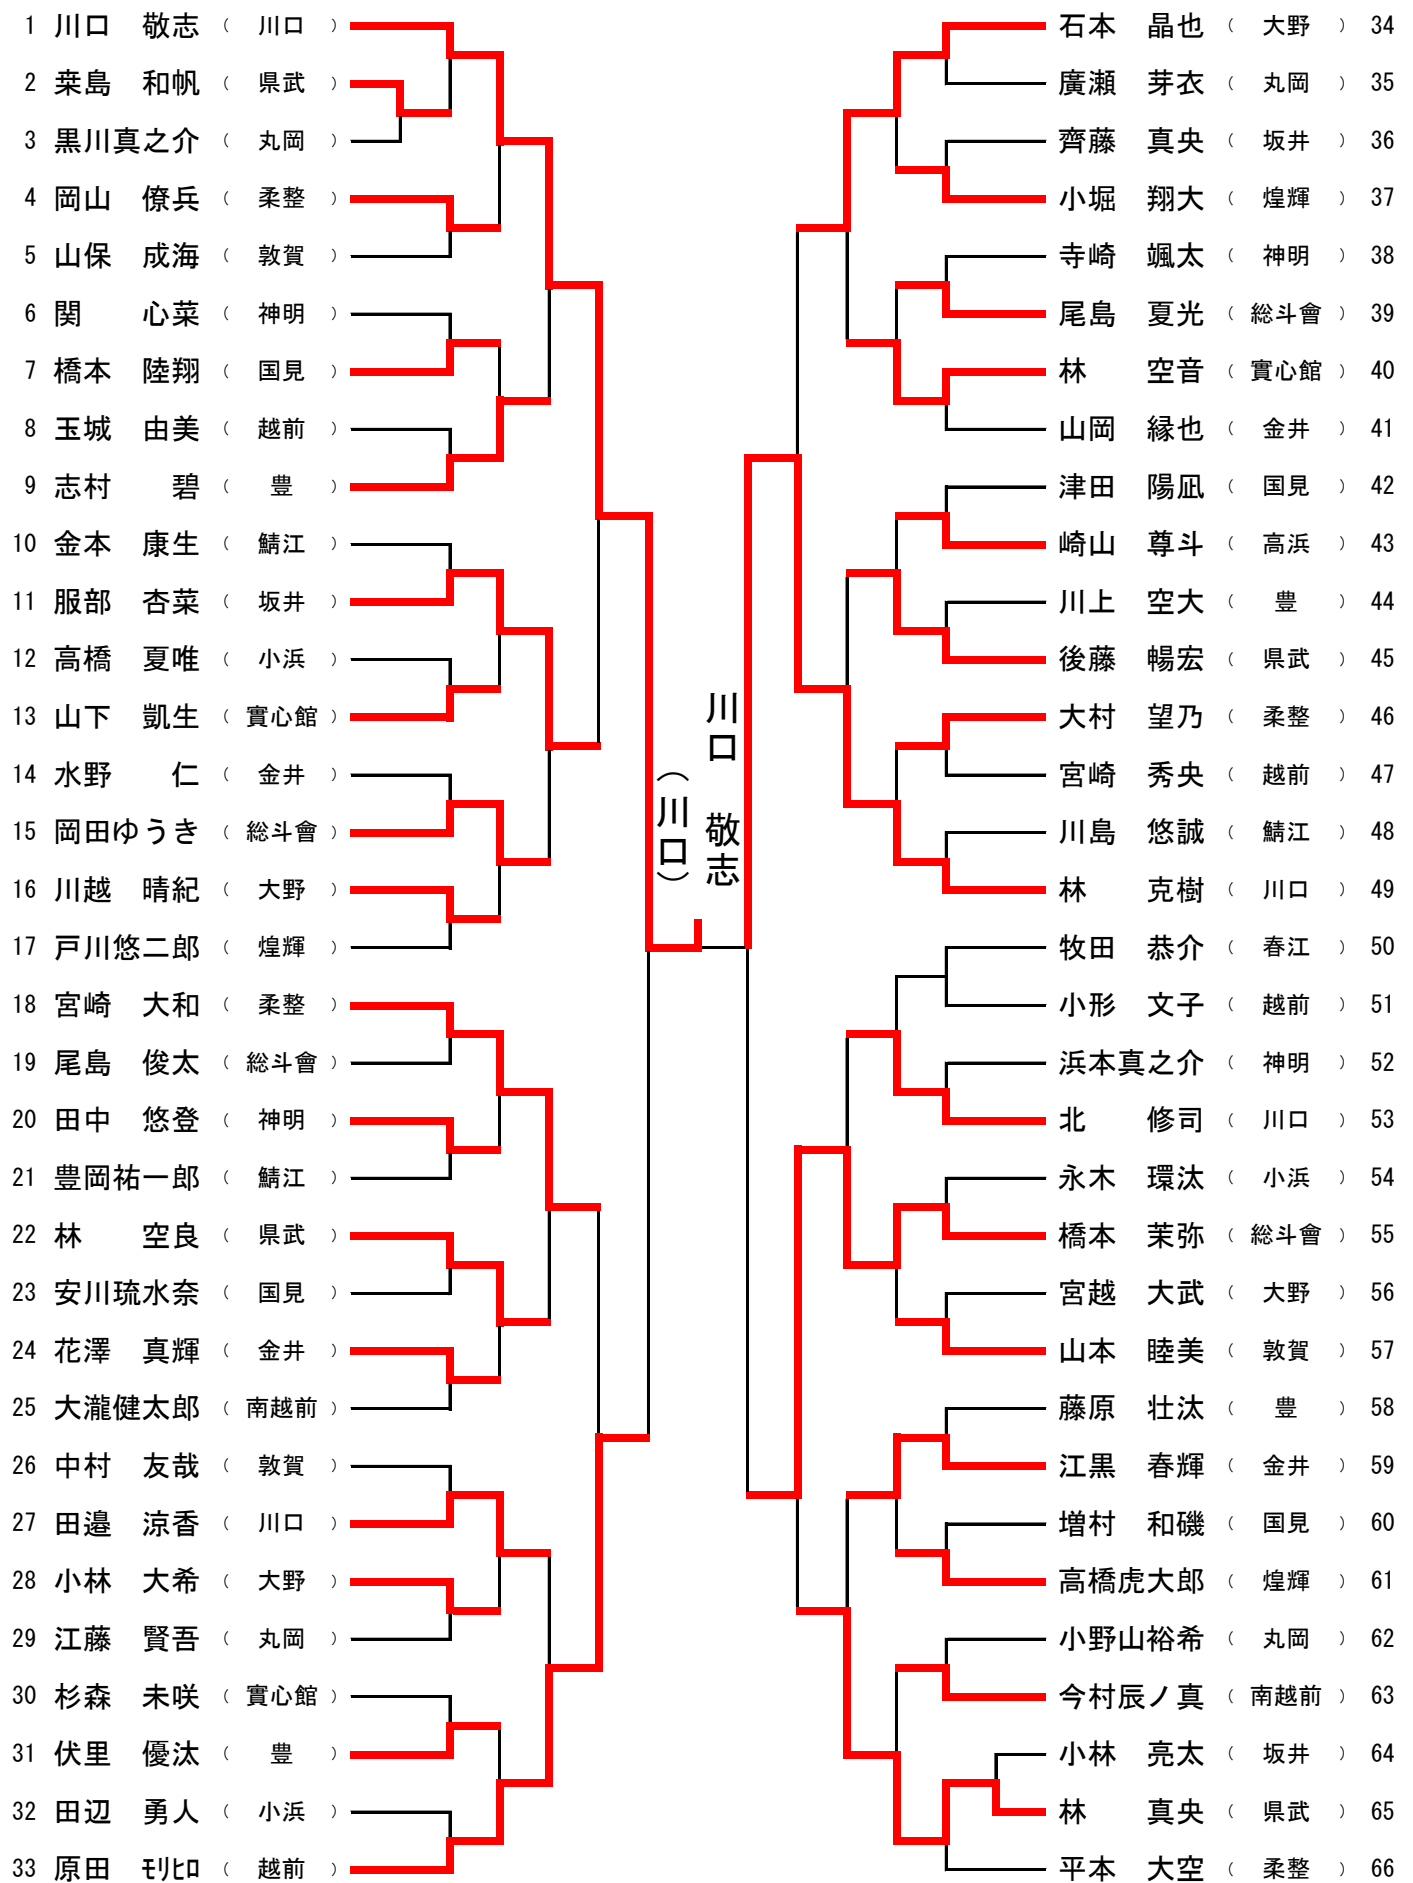 1 川口 敬志 ( 川口 )
2 桒島 和帆 ( 県武 )
3 黒川真之介 ( 丸岡 )
4 岡山 僚兵 ( 柔整 )
5 山保 成海 ( 敦賀 )
6 関 心菜 ( 神明 )
7 橋本 陸翔 ( 国見 )
8 玉城 由美 ( 越前 )
9 志村 碧 ( 豊 )
10 金本 康生 ( 鯖江 )
11 服部 杏菜 ( 坂井 )
12 高橋 夏唯 ( 小浜 )
13 山下 凱生 ( 實心館 )
14 水野 仁 ( 金井 )
15 岡田ゆうき ( 総斗會 )
16 川越 晴紀 ( 大野 )
17 戸川悠二郎 ( 煌輝 )
18 宮崎 大和 ( 柔整 )
19 尾島 俊太 ( 総斗會 )
20 田中 悠登 ( 神明 )
21 豊岡祐一郎 ( 鯖江 )
22 林 空良 ( 県武 )
23 安川琉水奈 ( 国見 )
24 花澤 真輝 ( 金井 )
25 大瀧健太郎 ( 南越前 )
26 中村 友哉 ( 敦賀 )
27 田邉 涼香 ( 川口 )
28 小林 大希 ( 大野 )
29 江藤 賢吾 ( 丸岡 )
30 杉森 未咲 ( 實心館 )
31 伏里 優汰 ( 豊 )
32 田辺 勇人 ( 小浜 )
33 原田 ﾓﾘﾋﾛ ( 越前 )
川口 敬志
(川口)
石本 晶也 ( 大野 ) 34
廣瀬 芽衣 ( 丸岡 ) 35
齊藤 真央 ( 坂井 ) 36
小堀 翔大 ( 煌輝 ) 37
寺崎 颯太 ( 神明 ) 38
尾島 夏光 ( 総斗會 ) 39
林 空音 ( 實心館 ) 40
山岡 縁也 ( 金井 ) 41
津田 陽凪 ( 国見 ) 42
崎山 尊斗 ( 高浜 ) 43
川上 空大 ( 豊 ) 44
後藤 暢宏 ( 県武 ) 45
大村 望乃 ( 柔整 ) 46
宮崎 秀央 ( 越前 ) 47
川島 悠誠 ( 鯖江 ) 48
林 克樹 ( 川口 ) 49
牧田 恭介 ( 春江 ) 50
小形 文子 ( 越前 ) 51
浜本真之介 ( 神明 ) 52
北 修司 ( 川口 ) 53
永木 環汰 ( 小浜 ) 54
橋本 茉弥 ( 総斗會 ) 55
宮越 大武 ( 大野 ) 56
山本 睦美 ( 敦賀 ) 57
藤原 壮汰 ( 豊 ) 58
江黒 春輝 ( 金井 ) 59
増村 和磯 ( 国見 ) 60
高橋虎太郎 ( 煌輝 ) 61
小野山裕希 ( 丸岡 ) 62
今村辰ノ真 ( 南越前 ) 63
小林 亮太 ( 坂井 ) 64
林 真央 ( 県武 ) 65
平本 大空 ( 柔整 ) 66